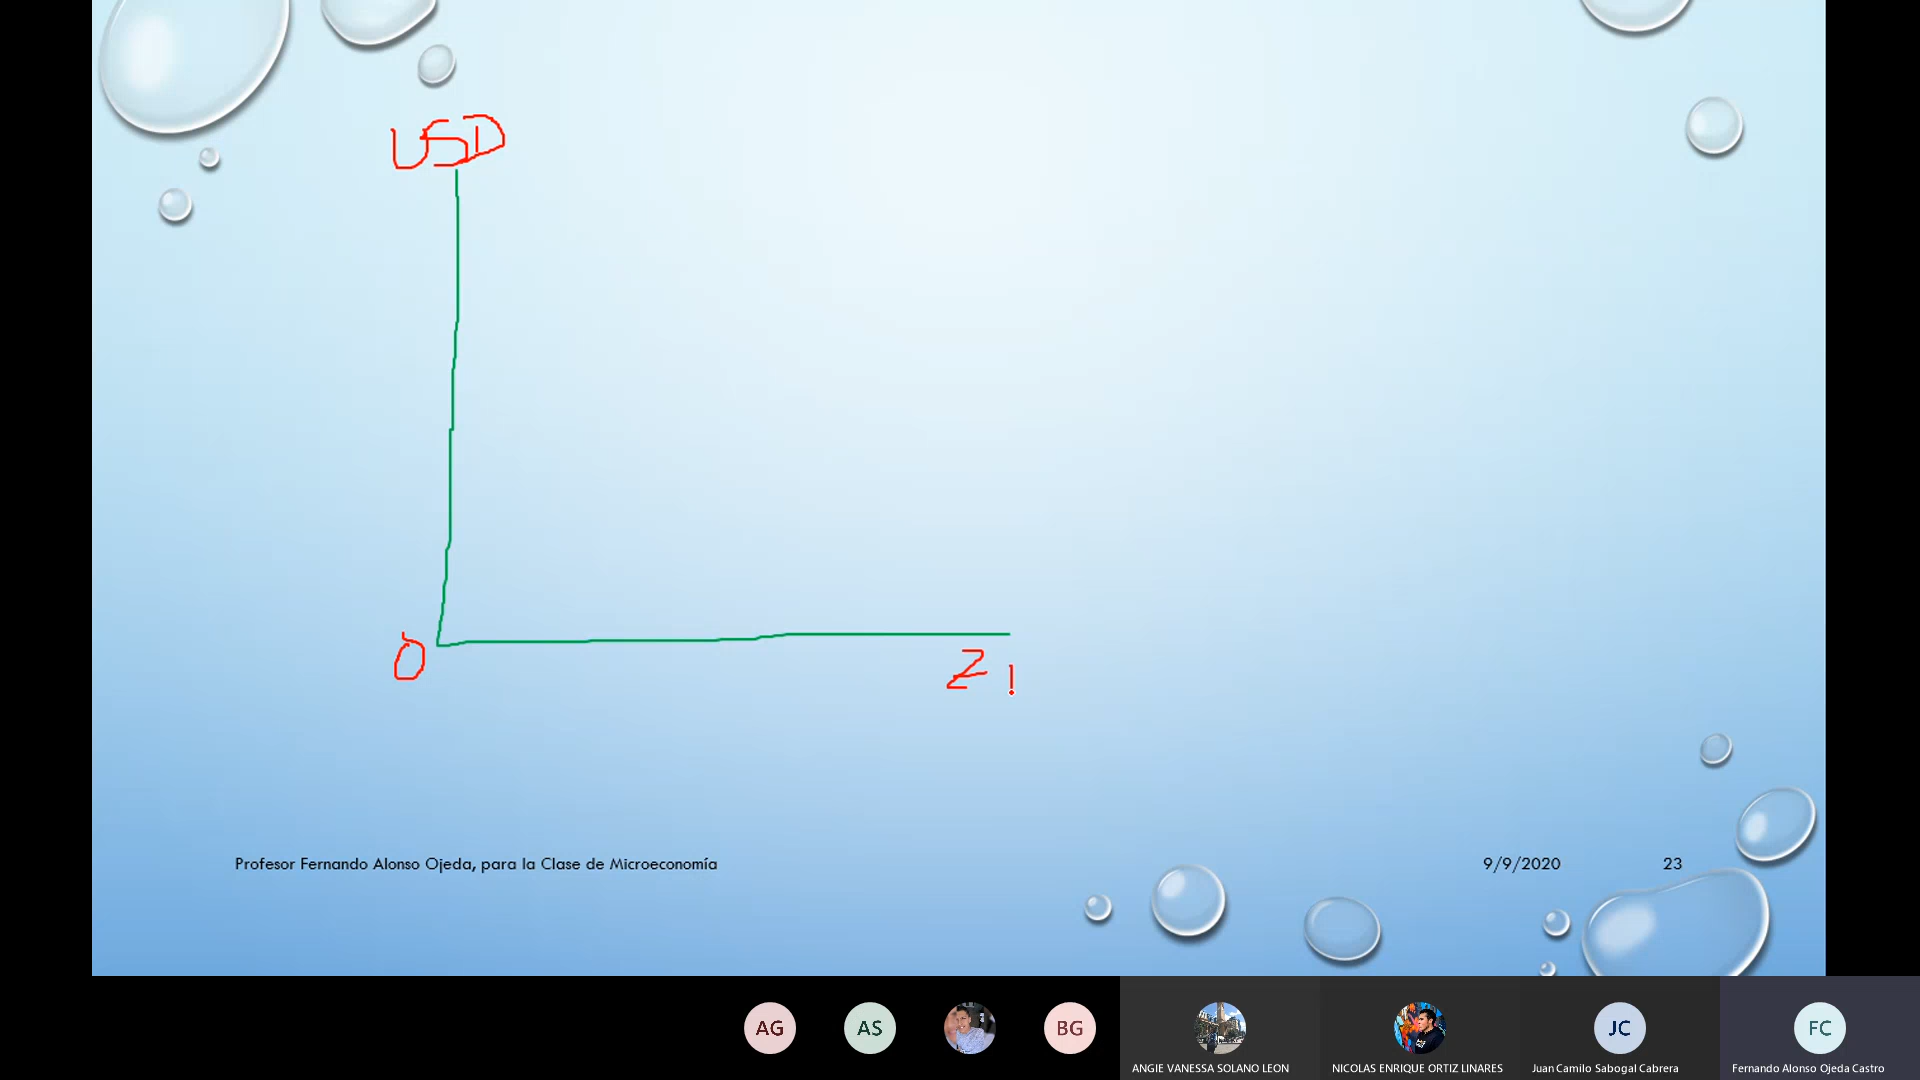 USD
0
Z !
Profesor Fernando Alonso Ojeda, para la Clase de Microeconomía
9/9/2020
23
AG
AS
BG
JC
FC
ANGIE VANESSA SOLANO LEON
NICOLAS ENRIQUE ORTIZ LINARES
Juan Camilo Sabogal Cabrera
Fernando Alonso Ojeda Castro